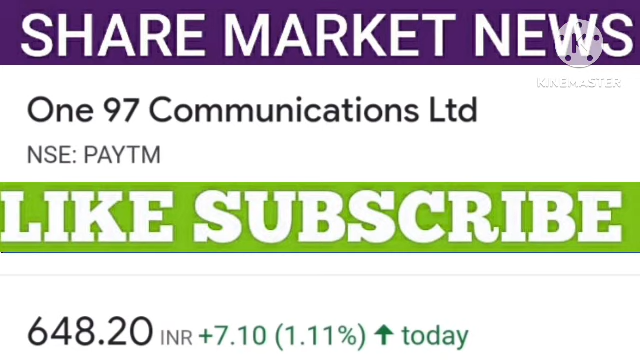 SHARE MARKET NEWS
KINEMASTER
One 97 Communications Ltd
NSE: PAYTM
LIKE SUBSCRIBE
648.20 INR +7.10 (1.11%) ↑ today